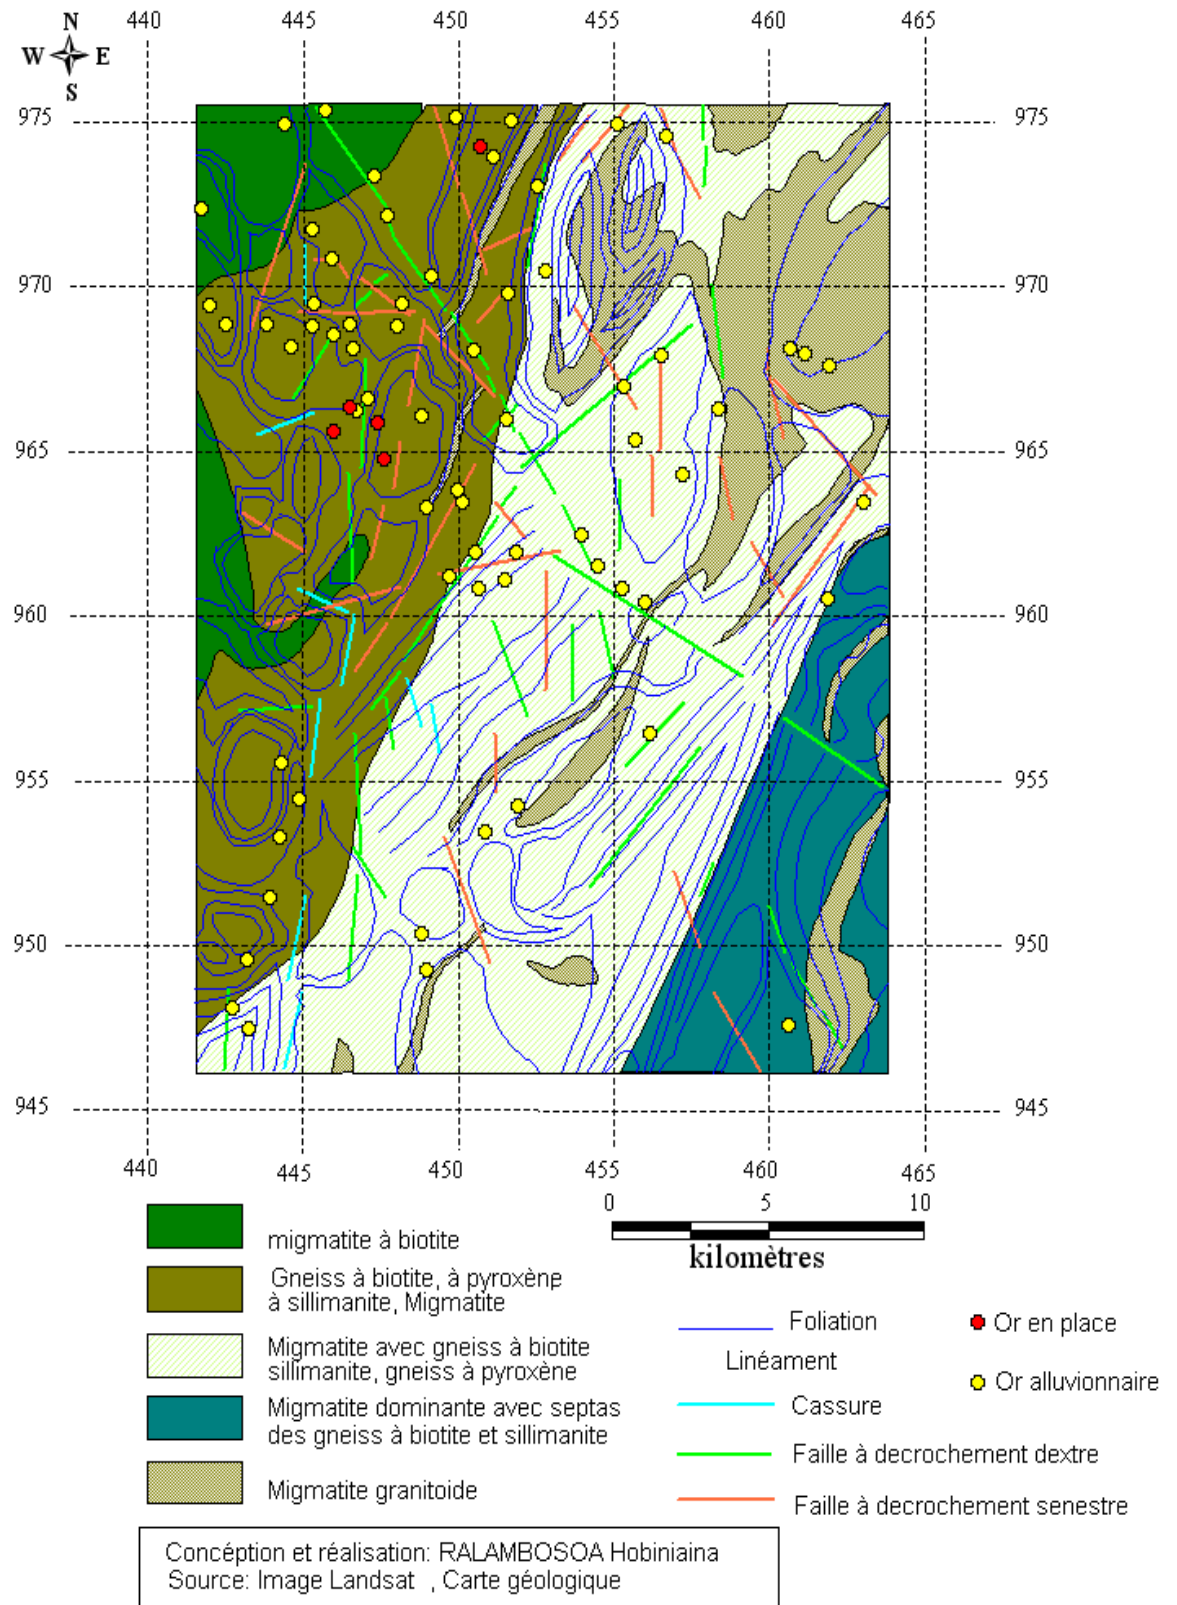 N
W E
S
440 445 450 455 460 465
975 975
970 970
965 965
960 960
955 955
950 950
945 945
440 445 450 455 460 465
0 5 10
kilomètres
migmatite à biotite
Gneiss à biotite, à pyroxène
à sillimanite, Migmatite
Migmatite avec gneiss à biotite
sillimanite, gneiss à pyroxène
Migmatite dominante avec septas
des gneiss à biotite et sillimanite
Migmatite granitoide
Foliation
Linéament
Cassure
Faille à decrochement dextre
Faille à decrochement senestre
Or en place
Or alluvionnaire
Concéption et réalisation: RALAMBOSOA Hobiniaina
Source: Image Landsat , Carte géologique